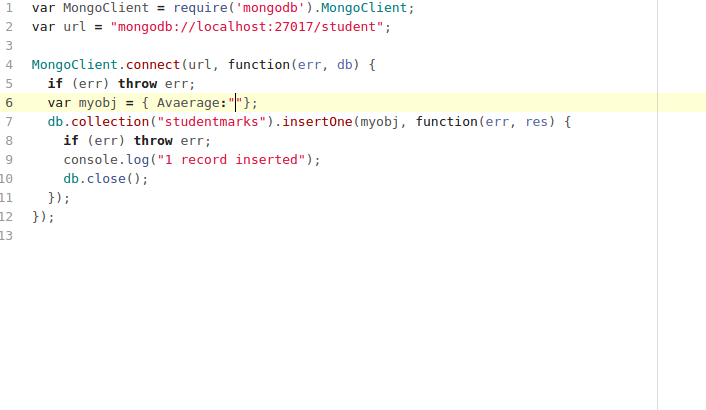 1 var MongoClient = require('mongodb').MongoClient;
2 var url = "mongodb://localhost:27017/student";
3
4 MongoClient.connect(url, function(err, db) {
5   if (err) throw err;
6   var myobj = { Avaerage:""};
7   db.collection("studentmarks").insertOne(myobj, function(err, res) {
8     if (err) throw err;
9     console.log("1 record inserted");
10     db.close();
11   });
12 });
13